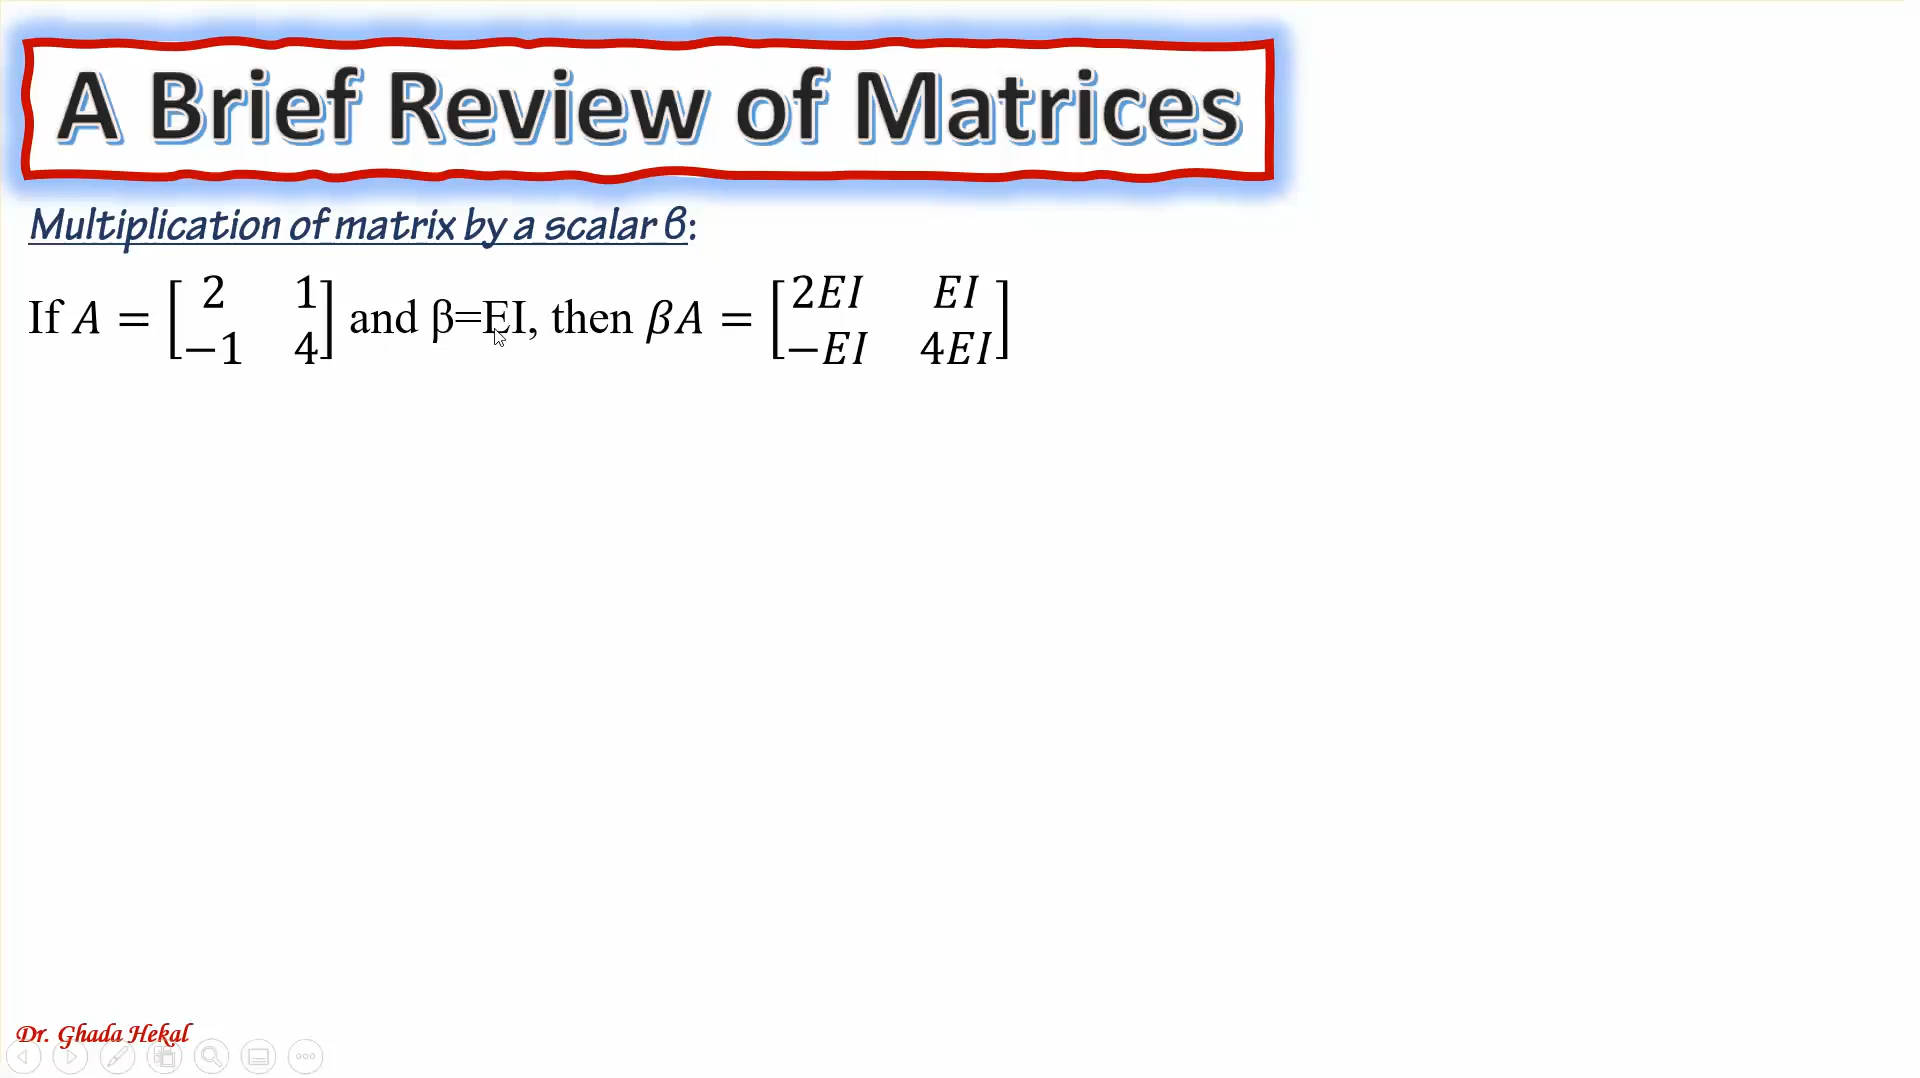 A Brief Review of Matrices
Multiplication of matrix by a scalar β:
If A = [2 1; −1 4] and β=EI, then βA = [2EI EI; −EI 4EI]
Dr. Ghada Hekal